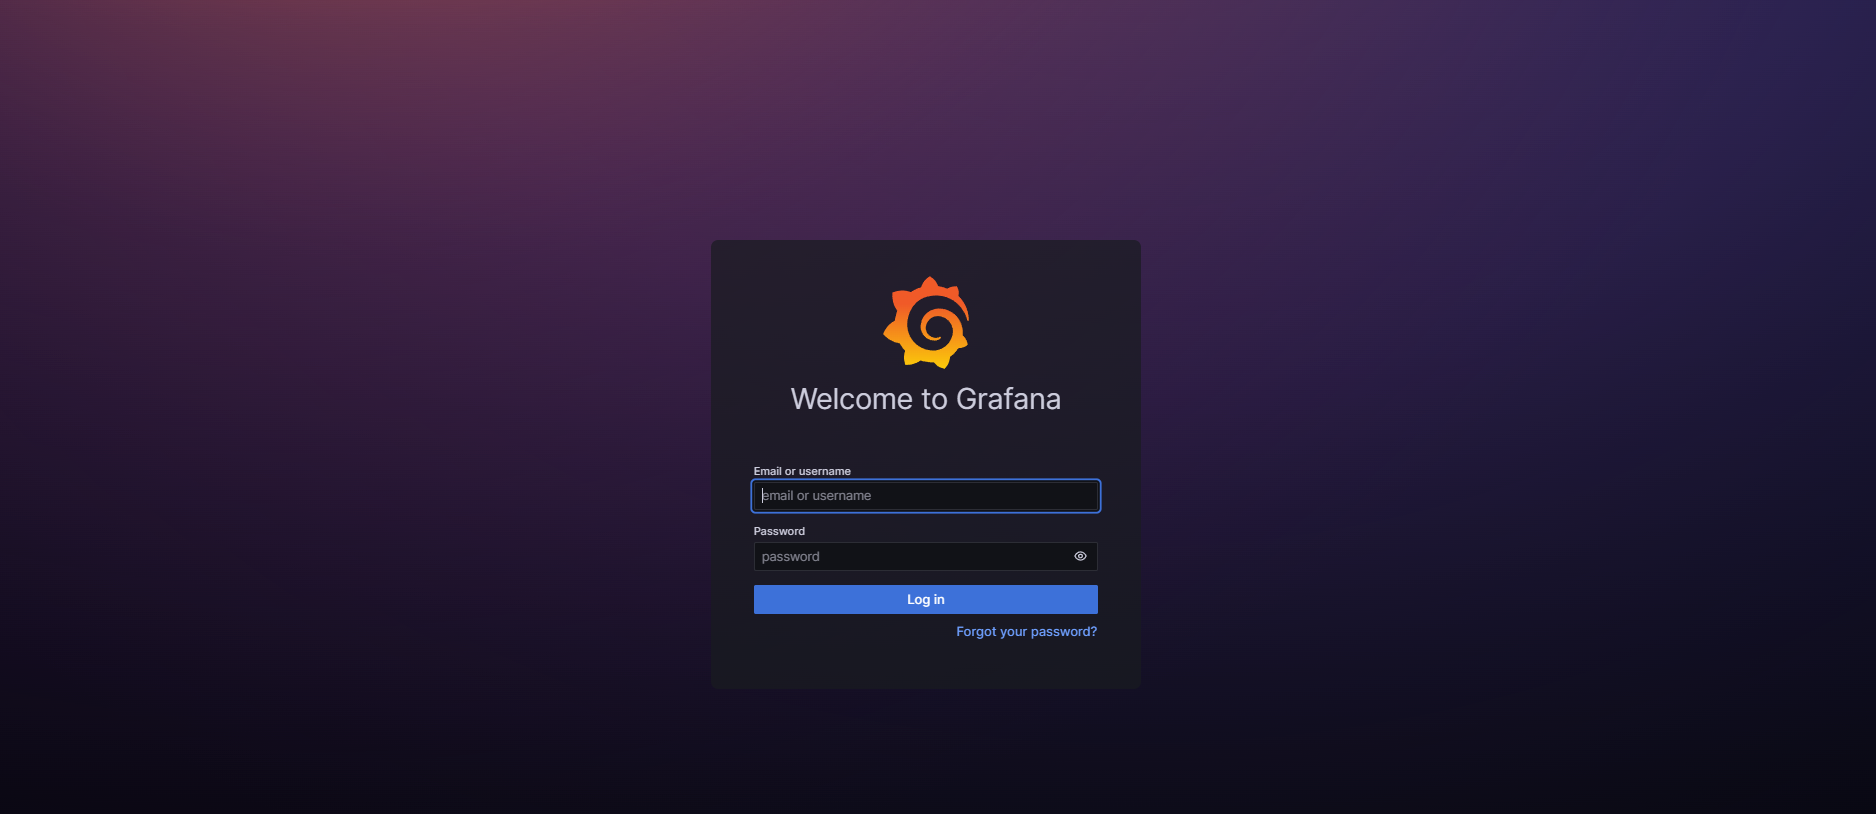 Welcome to Grafana
Email or username
email or username
Password
password
Log in
Forgot your password?